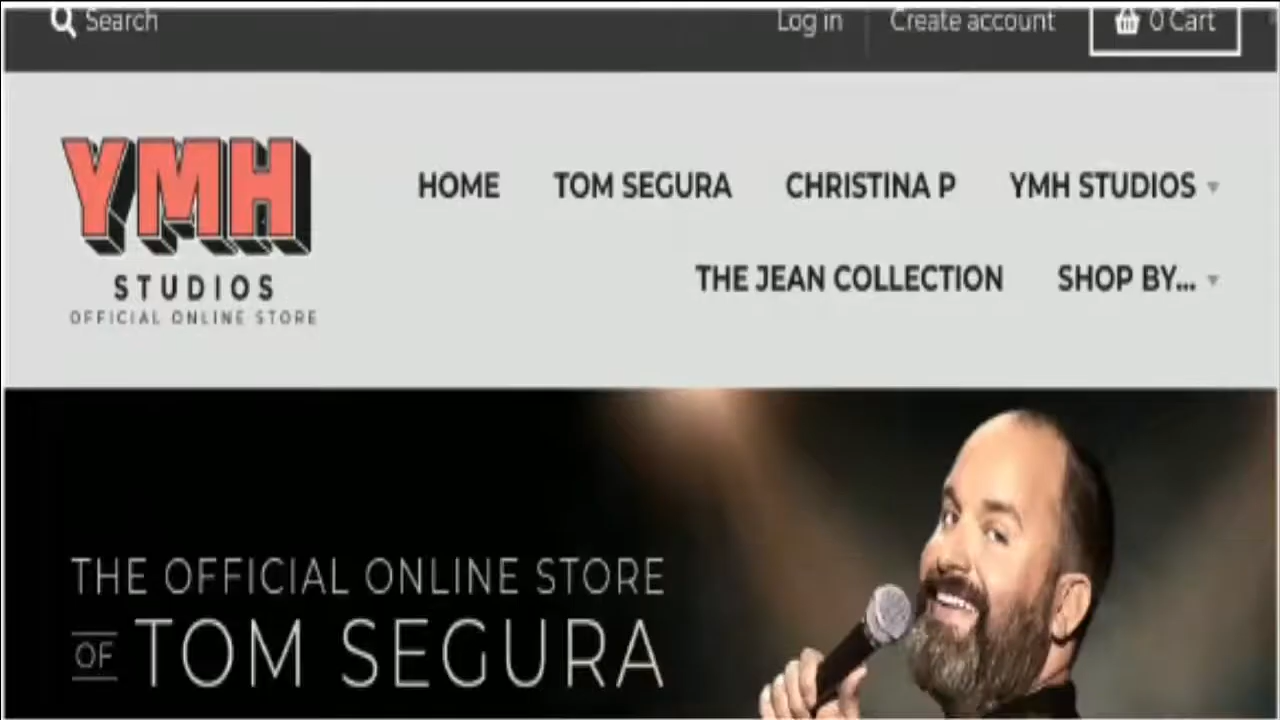 Search
Log in
Create account
0 Cart
YMH
STUDIOS
OFFICIAL ONLINE STORE
HOME
TOM SEGURA
CHRISTINA P
YMH STUDIOS
THE JEAN COLLECTION
SHOP BY...
THE OFFICIAL ONLINE STORE
OF TOM SEGURA